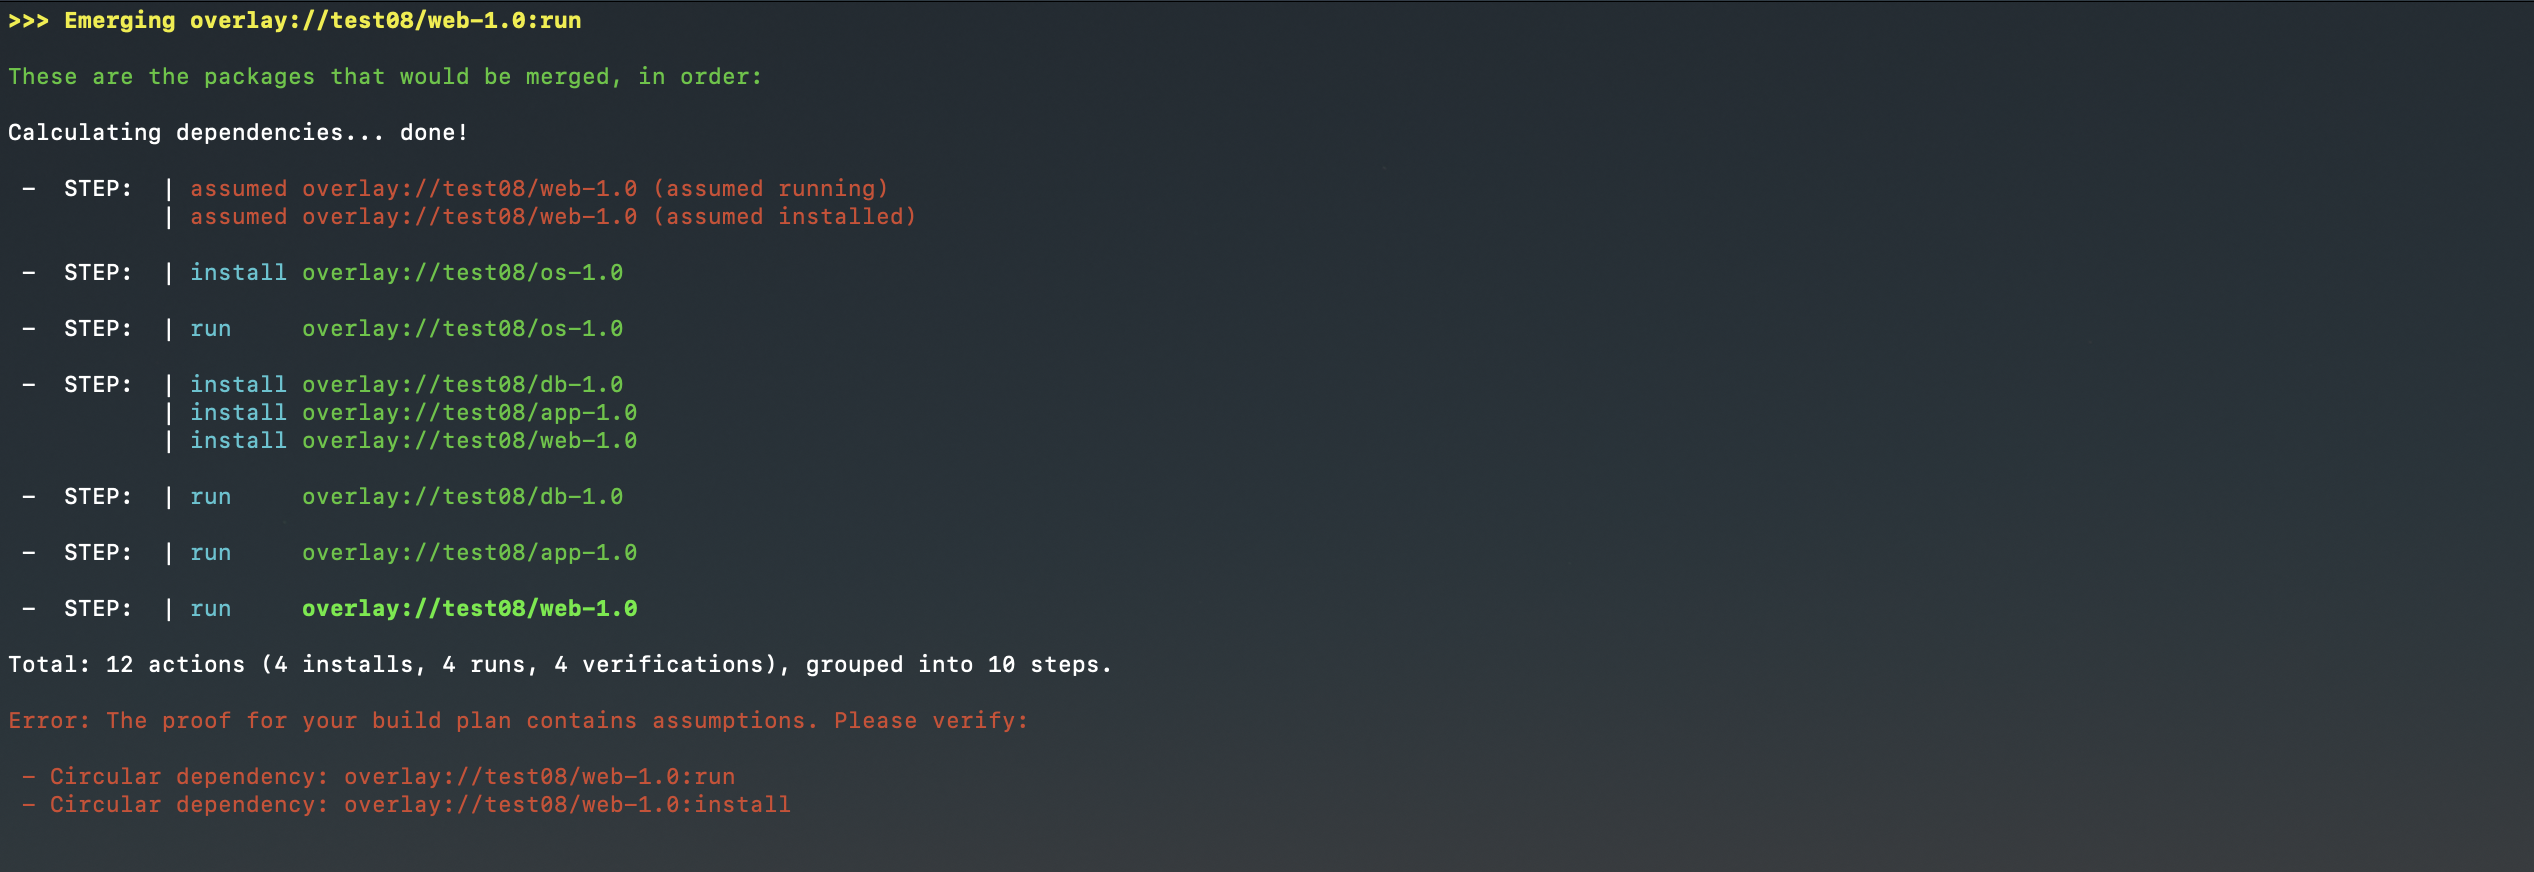 >>> Emerging overlay://test08/web-1.0:run
These are the packages that would be merged, in order:
Calculating dependencies... done!
-  STEP:  | assumed overlay://test08/web-1.0 (assumed running)
| assumed overlay://test08/web-1.0 (assumed installed)
-  STEP:  | install overlay://test08/os-1.0
-  STEP:  | run     overlay://test08/os-1.0
-  STEP:  | install overlay://test08/db-1.0
| install overlay://test08/app-1.0
| install overlay://test08/web-1.0
-  STEP:  | run     overlay://test08/db-1.0
-  STEP:  | run     overlay://test08/app-1.0
-  STEP:  | run     overlay://test08/web-1.0
Total: 12 actions (4 installs, 4 runs, 4 verifications), grouped into 10 steps.
Error: The proof for your build plan contains assumptions. Please verify:
- Circular dependency: overlay://test08/web-1.0:run
- Circular dependency: overlay://test08/web-1.0:install